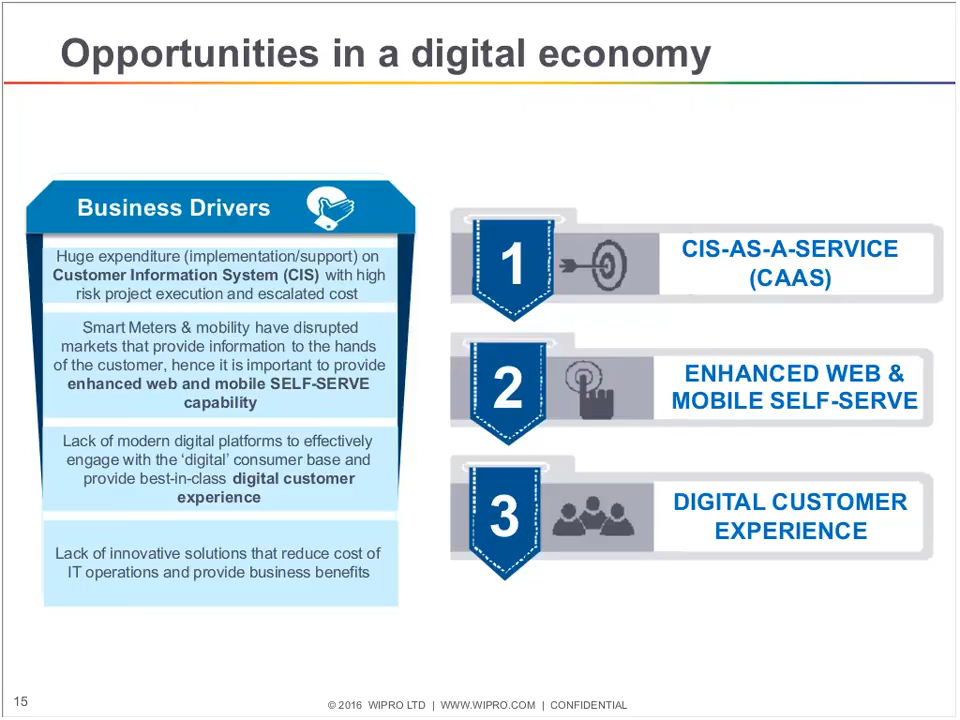 Opportunities in a digital economy
Business Drivers
Huge expenditure (implementation/support) on
Customer Information System (CIS) with high
risk project execution and escalated cost
Smart Meters & mobility have disrupted
markets that provide information to the hands
of the customer, hence it is important to provide
enhanced web and mobile SELF-SERVE
capability
Lack of modern digital platforms to effectively
engage with the ‘digital’ consumer base and
provide best-in-class digital customer
experience
Lack of innovative solutions that reduce cost of
IT operations and provide business benefits
1
CIS-AS-A-SERVICE
(CAAS)
2
ENHANCED WEB &
MOBILE SELF-SERVE
3
DIGITAL CUSTOMER
EXPERIENCE
15
© 2016 WIPRO LTD | WWW.WIPRO.COM | CONFIDENTIAL